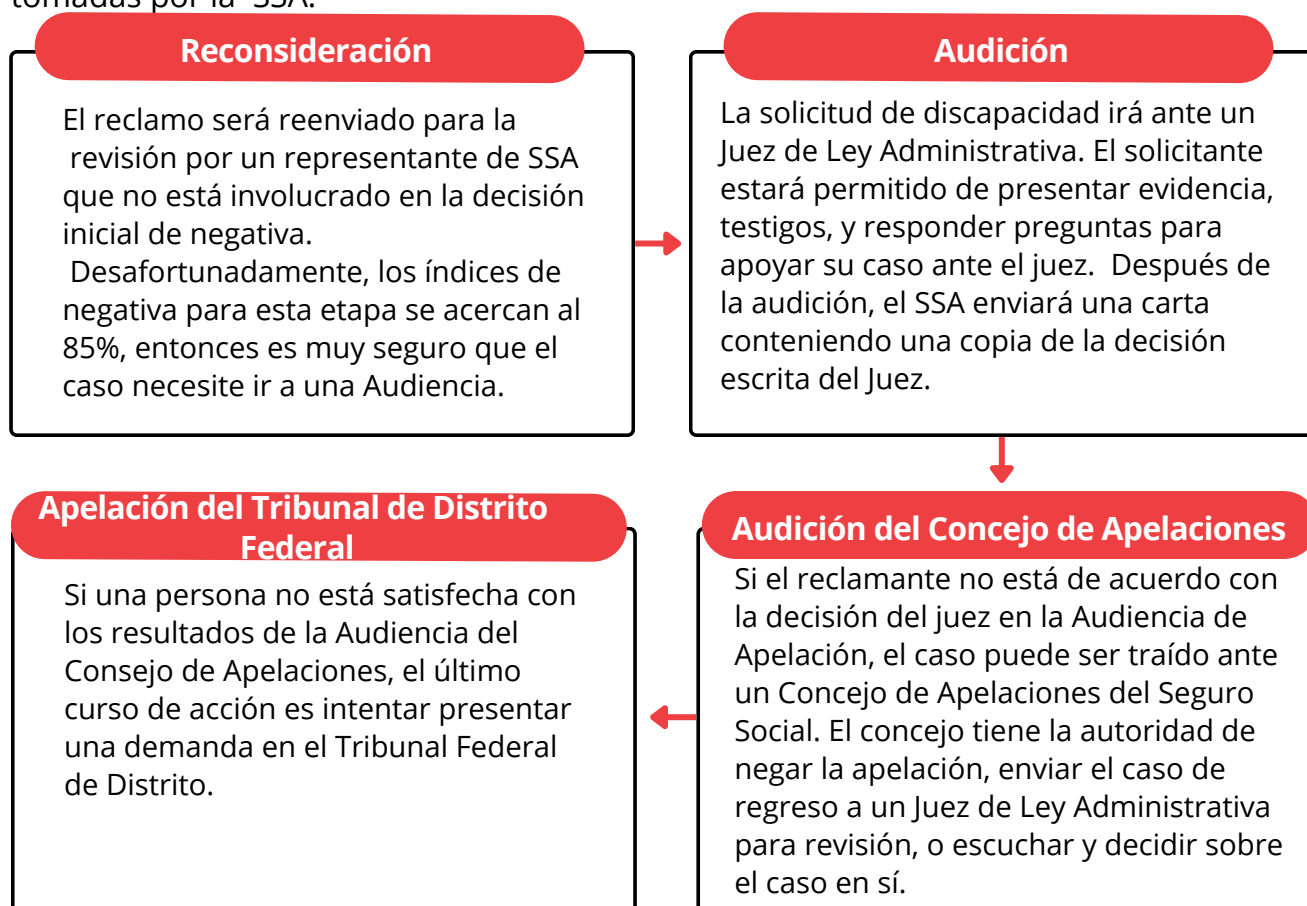 tomadas por la SSA.
Reconsideración
El reclamo será reenviado para la
revisión por un representante de SSA
que no está involucrado en la decisión
inicial de negativa.
Desafortunadamente, los índices de
negativa para esta etapa se acercan al
85%, entonces es muy seguro que el
caso necesite ir a una Audiencia.
Audición
La solicitud de discapacidad irá ante un
Juez de Ley Administrativa. El solicitante
estará permitido de presentar evidencia,
testigos, y responder preguntas para
apoyar su caso ante el juez. Después de
la audición, el SSA enviará una carta
conteniendo una copia de la decisión
escrita del Juez.
Audición del Concejo de Apelaciones
Si el reclamante no está de acuerdo con
la decisión del juez en la Audiencia de
Apelación, el caso puede ser traído ante
un Concejo de Apelaciones del Seguro
Social. El concejo tiene la autoridad de
negar la apelación, enviar el caso de
regreso a un Juez de Ley Administrativa
para revisión, o escuchar y decidir sobre
el caso en sí.
Apelación del Tribunal de Distrito
Federal
Si una persona no está satisfecha con
los resultados de la Audiencia del
Consejo de Apelaciones, el último
curso de acción es intentar presentar
una demanda en el Tribunal Federal
de Distrito.